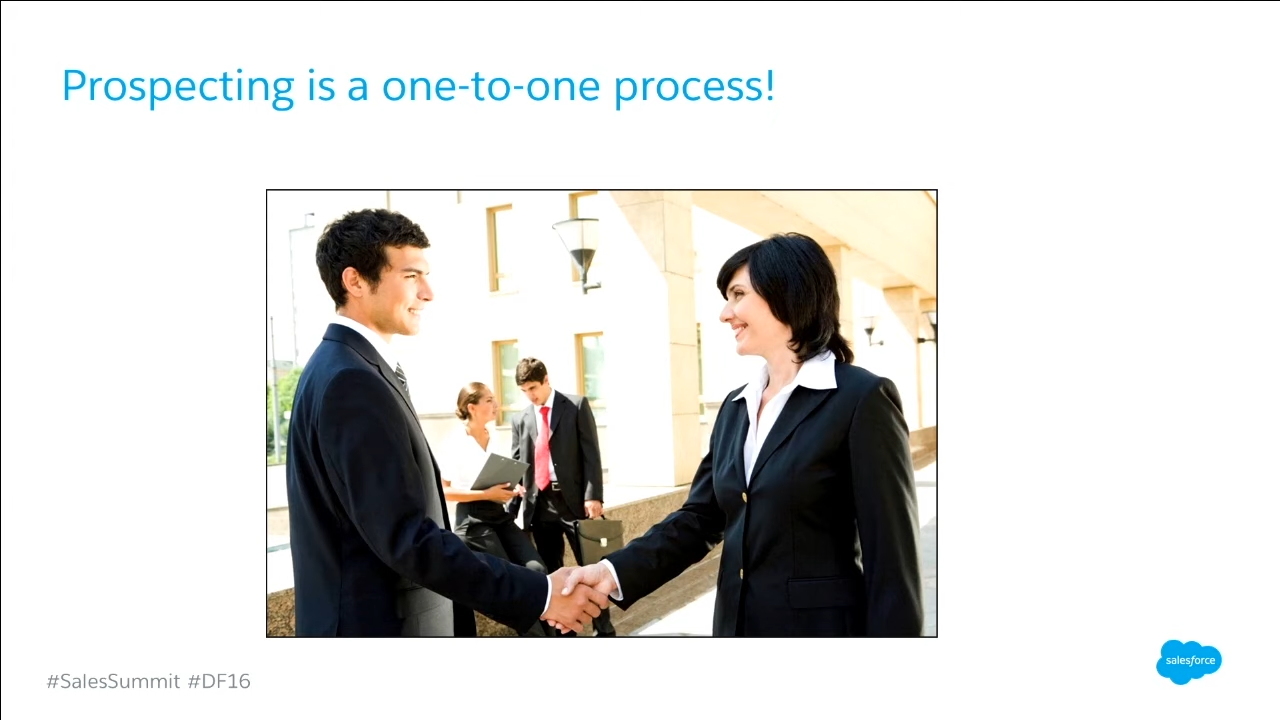 Prospecting is a one-to-one process!
#SalesSummit #DF16
salesforce